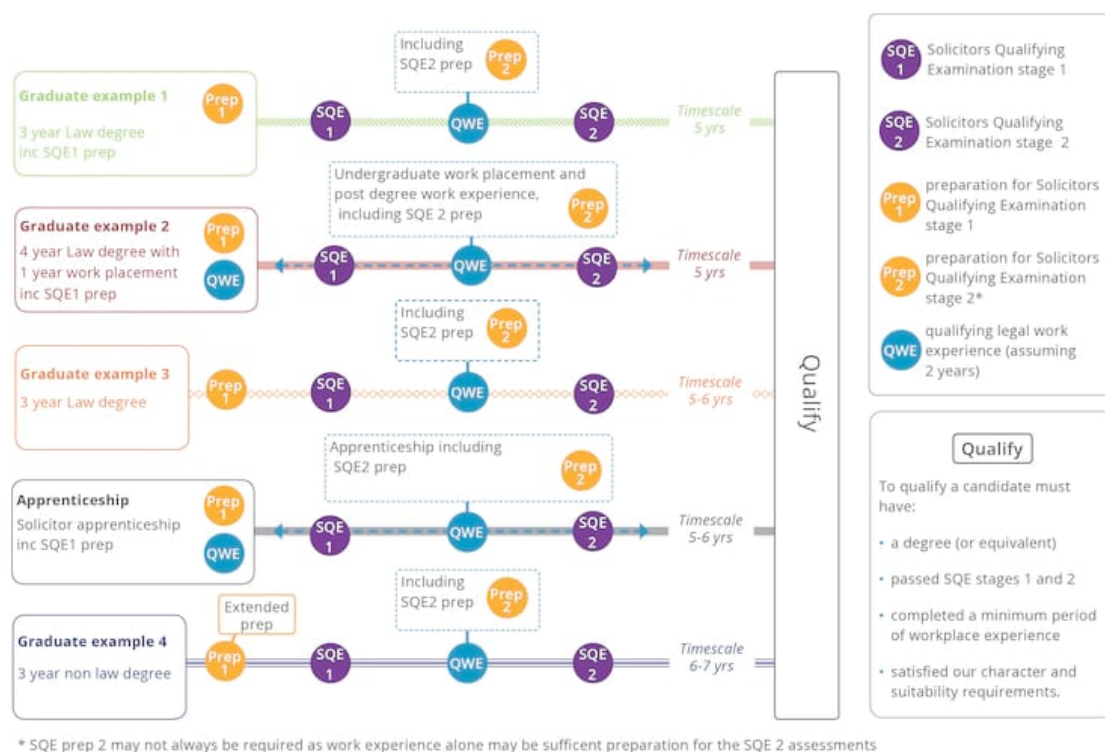 Including
SQE2 prep
Prep
2
Graduate example 1
3 year Law degree
inc SQE1 prep
Prep
1
SQE
1
QWE
SQE
2
Timescale
5 yrs
Undergraduate work placement and
post degree work experience,
including SQE 2 prep
Prep
2
Graduate example 2
4 year Law degree with
1 year work placement
inc SQE1 prep
Prep
1
QWE
SQE
1
QWE
SQE
2
Timescale
5 yrs
Including
SQE2 prep
Prep
2
Graduate example 3
3 year Law degree
Prep
1
SQE
1
QWE
SQE
2
Timescale
5-6 yrs
Apprenticeship including
SQE2 prep
Prep
2
Apprenticeship
Solicitor apprenticeship
inc SQE1 prep
Prep
1
QWE
SQE
1
QWE
SQE
2
Timescale
5-6 yrs
Including
SQE2 prep
Prep
2
Extended
prep
Graduate example 4
3 year non law degree
Prep
1
SQE
1
QWE
SQE
2
Timescale
6-7 yrs
Qualify
SQE
1
Solicitors Qualifying
Examination stage 1
SQE
2
Solicitors Qualifying
Examination stage 2
Prep
1
preparation for Solicitors
Qualifying Examination
stage 1
Prep
2
preparation for Solicitors
Qualifying Examination
stage 2*
QWE
qualifying legal work
experience (assuming
2 years)
Qualify
To qualify a candidate must
have:
• a degree (or equivalent)
• passed SQE stages 1 and 2
• completed a minimum period
of workplace experience
• satisfied our character and
suitability requirements.
* SQE prep 2 may not always be required as work experience alone may be sufficent preparation for the SQE 2 assessments